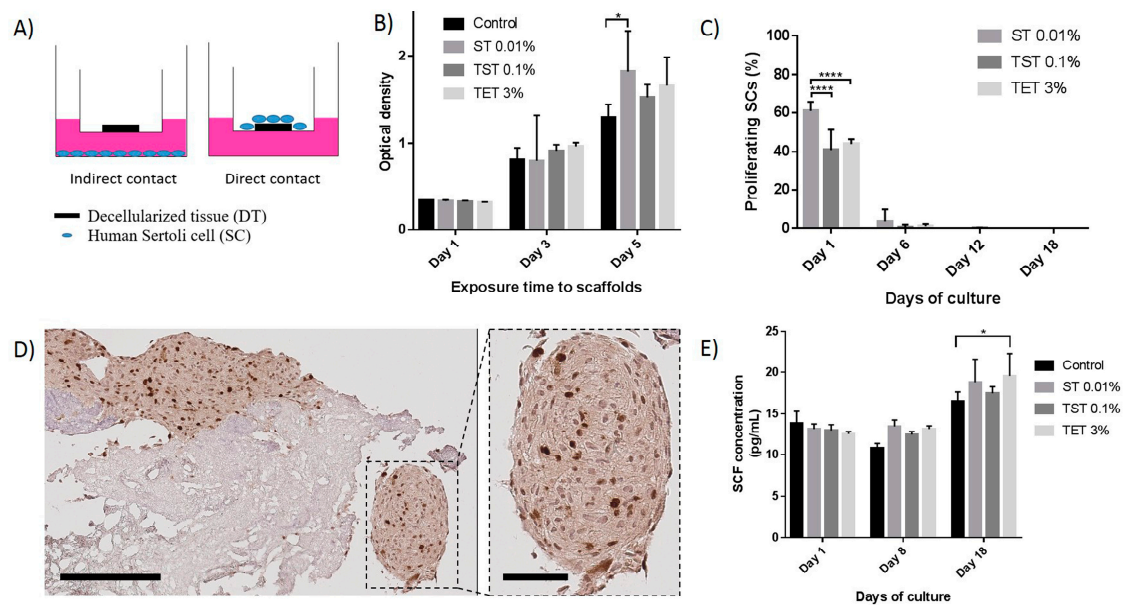 A)
Indirect contact
Direct contact
Decellularized tissue (DT)
Human Sertoli cell (SC)
B)
Control
ST 0.01%
TST 0.1%
TET 3%
*
Optical density
2
1
0
Day 1
Day 3
Day 5
Exposure time to scaffolds
C)
ST 0.01%
TST 0.1%
TET 3%
****
****
Proliferating SCs (%)
100
80
60
40
20
0
Day 1
Day 6
Day 12
Day 18
Days of culture
D)
E)
Control
ST 0.01%
TST 0.1%
TET 3%
*
SCF concentration
(pg/mL)
25
20
15
10
5
0
Day 1
Day 8
Day 18
Days of culture